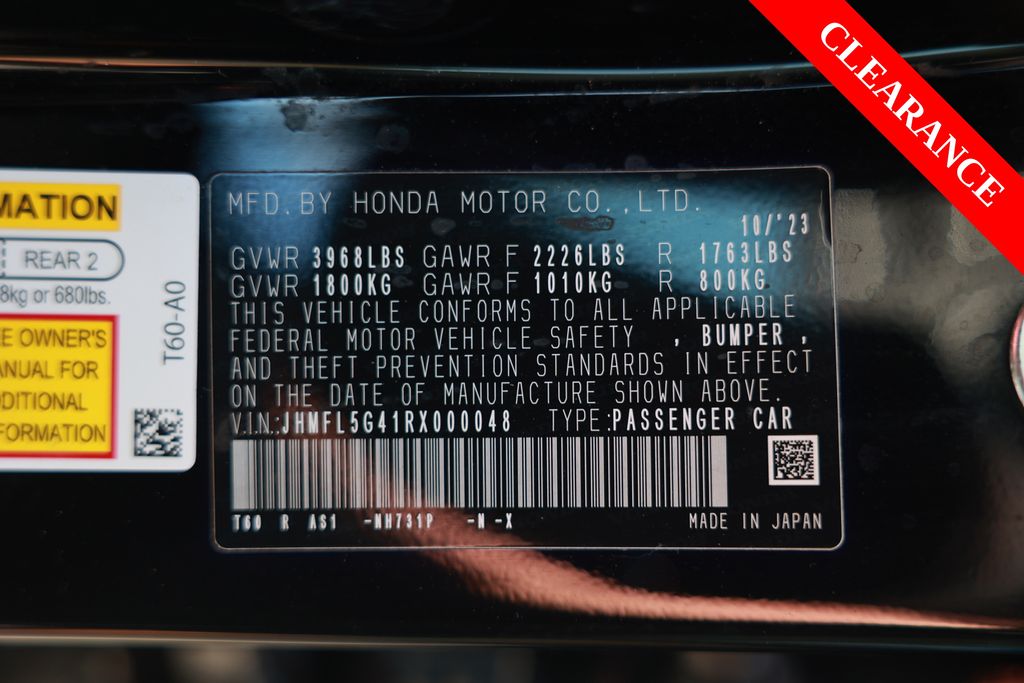 CLEARANCE
MATION
REAR 2
8kg or 680lbs.
E OWNER'S
ANUAL FOR
DDITIONAL
FORMATION
T60-A0
MFD. BY HONDA MOTOR CO., LTD.
10/'23
GVWR 3968LBS GAWR F 2226LBS R 1763LBS
GVWR 1800KG GAWR F 1010KG R 800KG
THIS VEHICLE CONFORMS TO ALL APPLICABLE
FEDERAL MOTOR VEHICLE SAFETY , BUMPER ,
AND THEFT PREVENTION STANDARDS IN EFFECT
ON THE DATE OF MANUFACTURE SHOWN ABOVE.
V.I.N.:JHMFL5G41RX000048 TYPE:PASSENGER CAR
T60 R AS1 -NH731P -N -X
MADE IN JAPAN